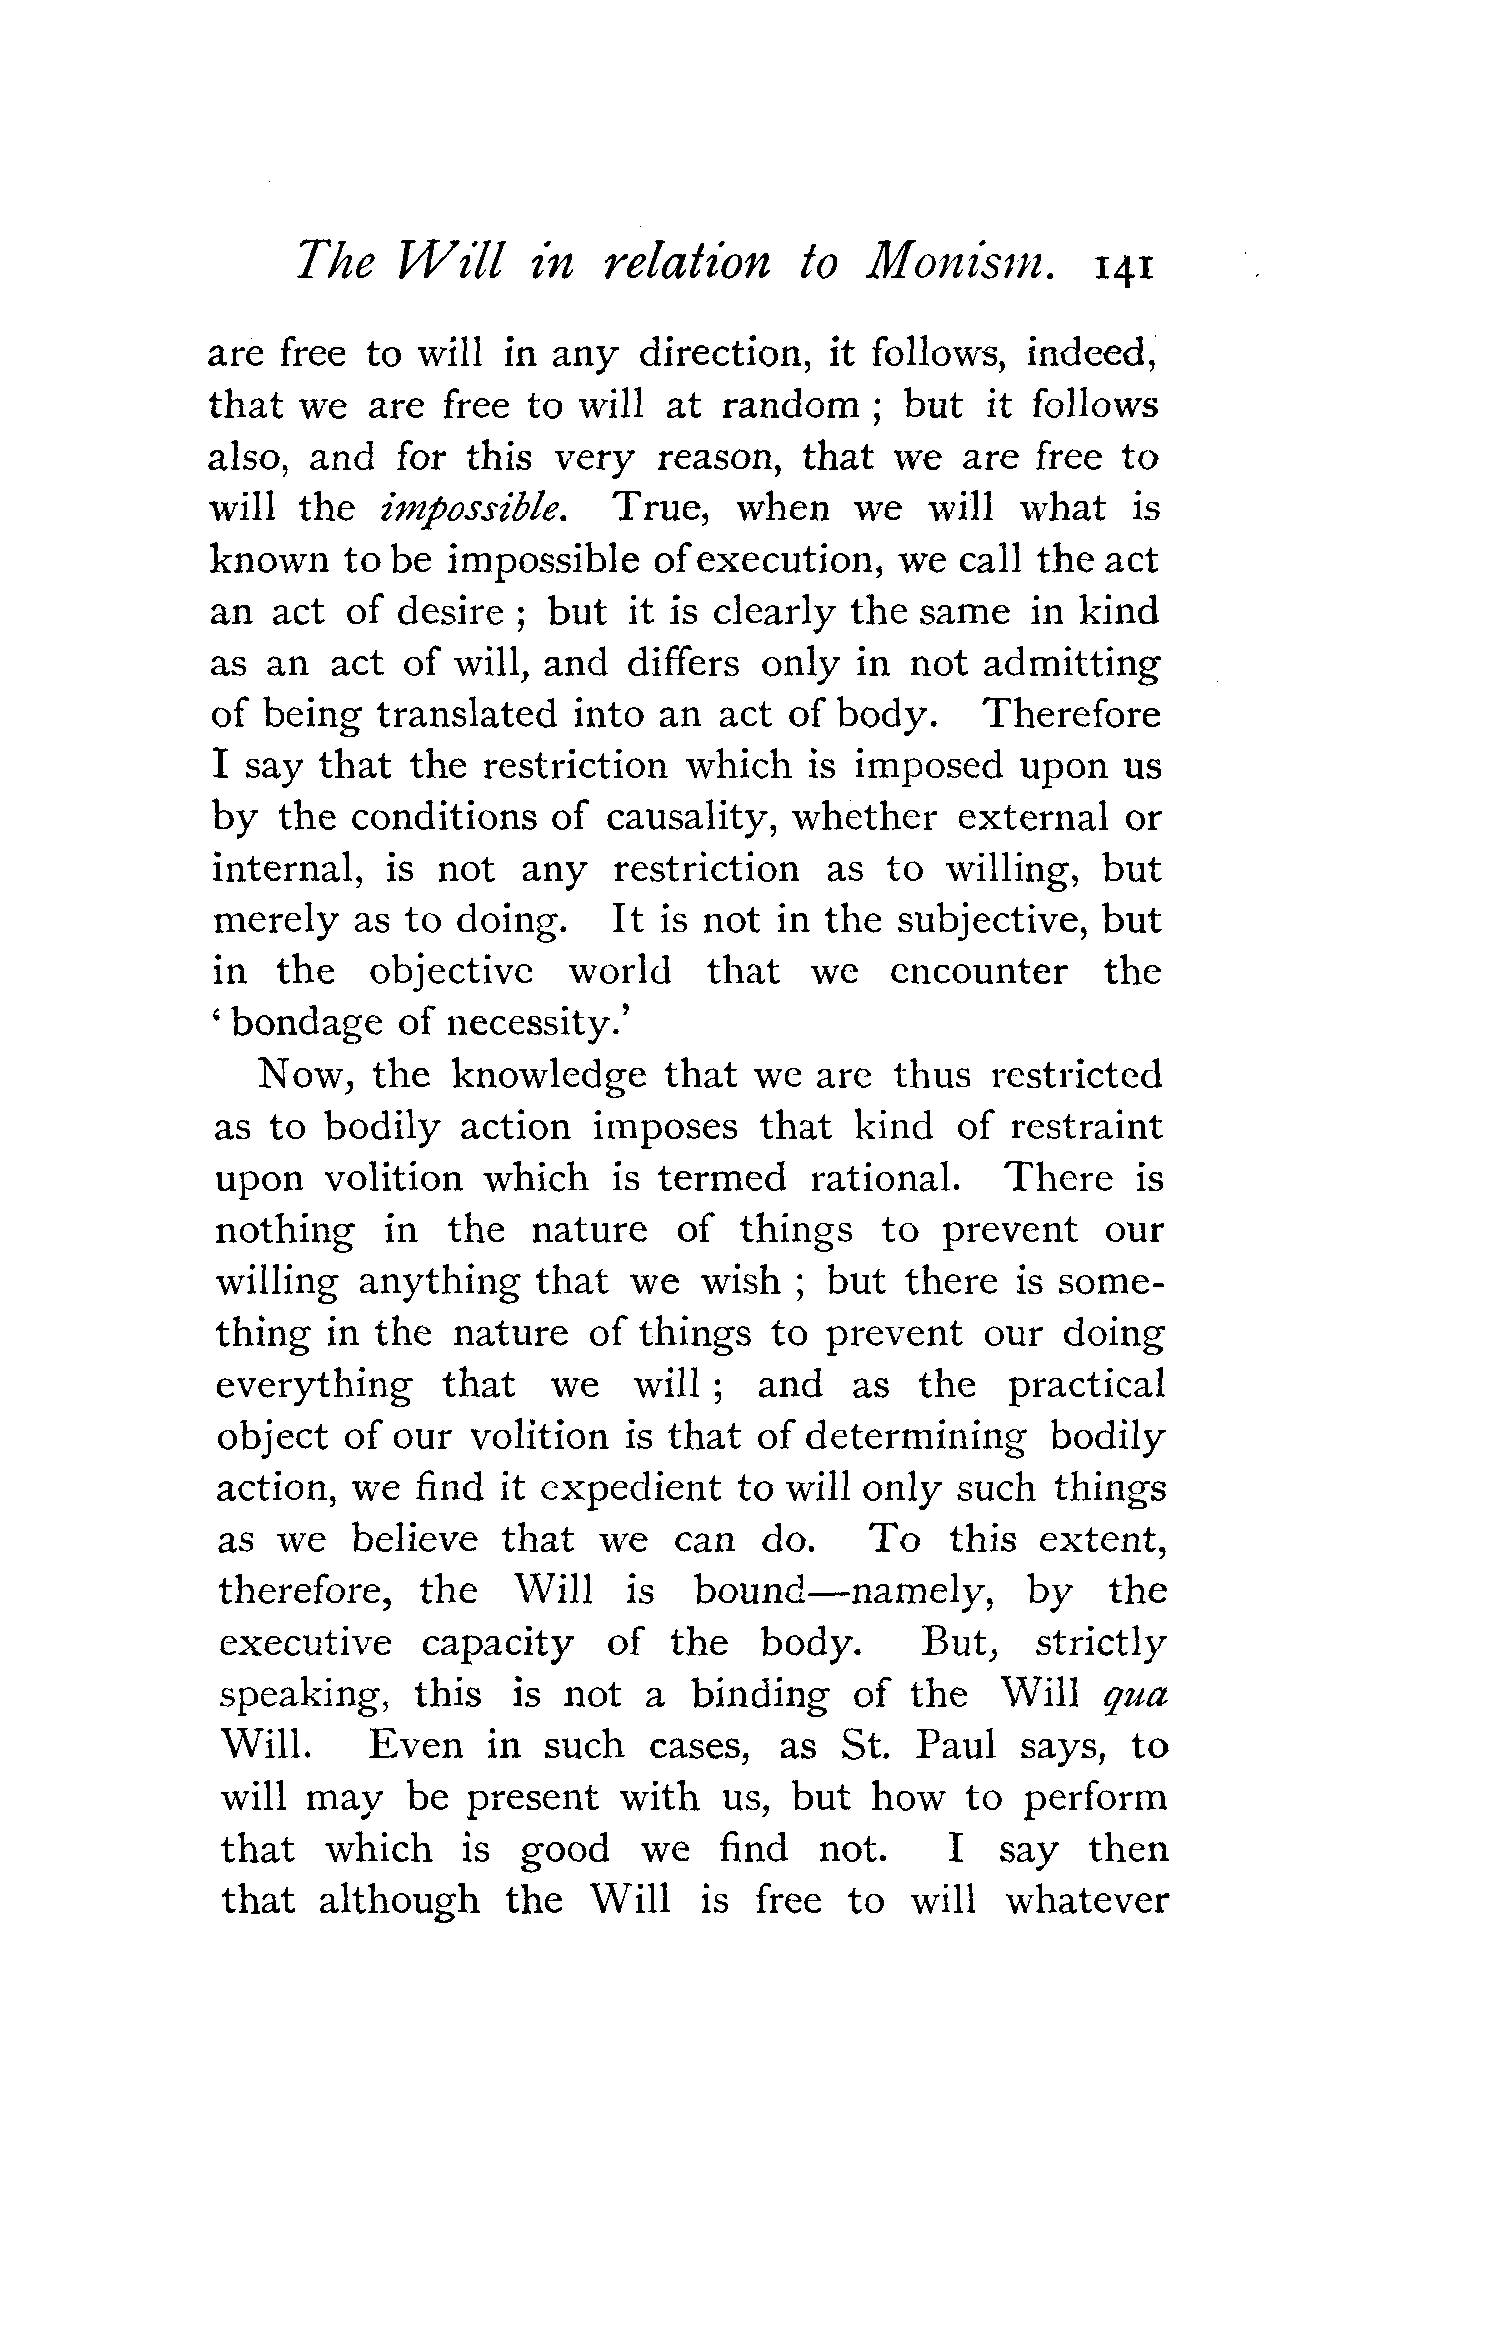 The Will in relation to Monism. 141
are free to will in any direction, it follows, indeed,
that we are free to will at random ; but it follows
also, and for this very reason, that we are free to
will the impossible. True, when we will what is
known to be impossible of execution, we call the act
an act of desire ; but it is clearly the same in kind
as an act of will, and differs only in not admitting
of being translated into an act of body. Therefore
I say that the restriction which is imposed upon us
by the conditions of causality, whether external or
internal, is not any restriction as to willing, but
merely as to doing. It is not in the subjective, but
in the objective world that we encounter the
‘ bondage of necessity.’
Now, the knowledge that we are thus restricted
as to bodily action imposes that kind of restraint
upon volition which is termed rational. There is
nothing in the nature of things to prevent our
willing anything that we wish ; but there is some-
thing in the nature of things to prevent our doing
everything that we will ; and as the practical
object of our volition is that of determining bodily
action, we find it expedient to will only such things
as we believe that we can do. To this extent,
therefore, the Will is bound—namely, by the
executive capacity of the body. But, strictly
speaking, this is not a binding of the Will qua
Will. Even in such cases, as St. Paul says, to
will may be present with us, but how to perform
that which is good we find not. I say then
that although the Will is free to will whatever